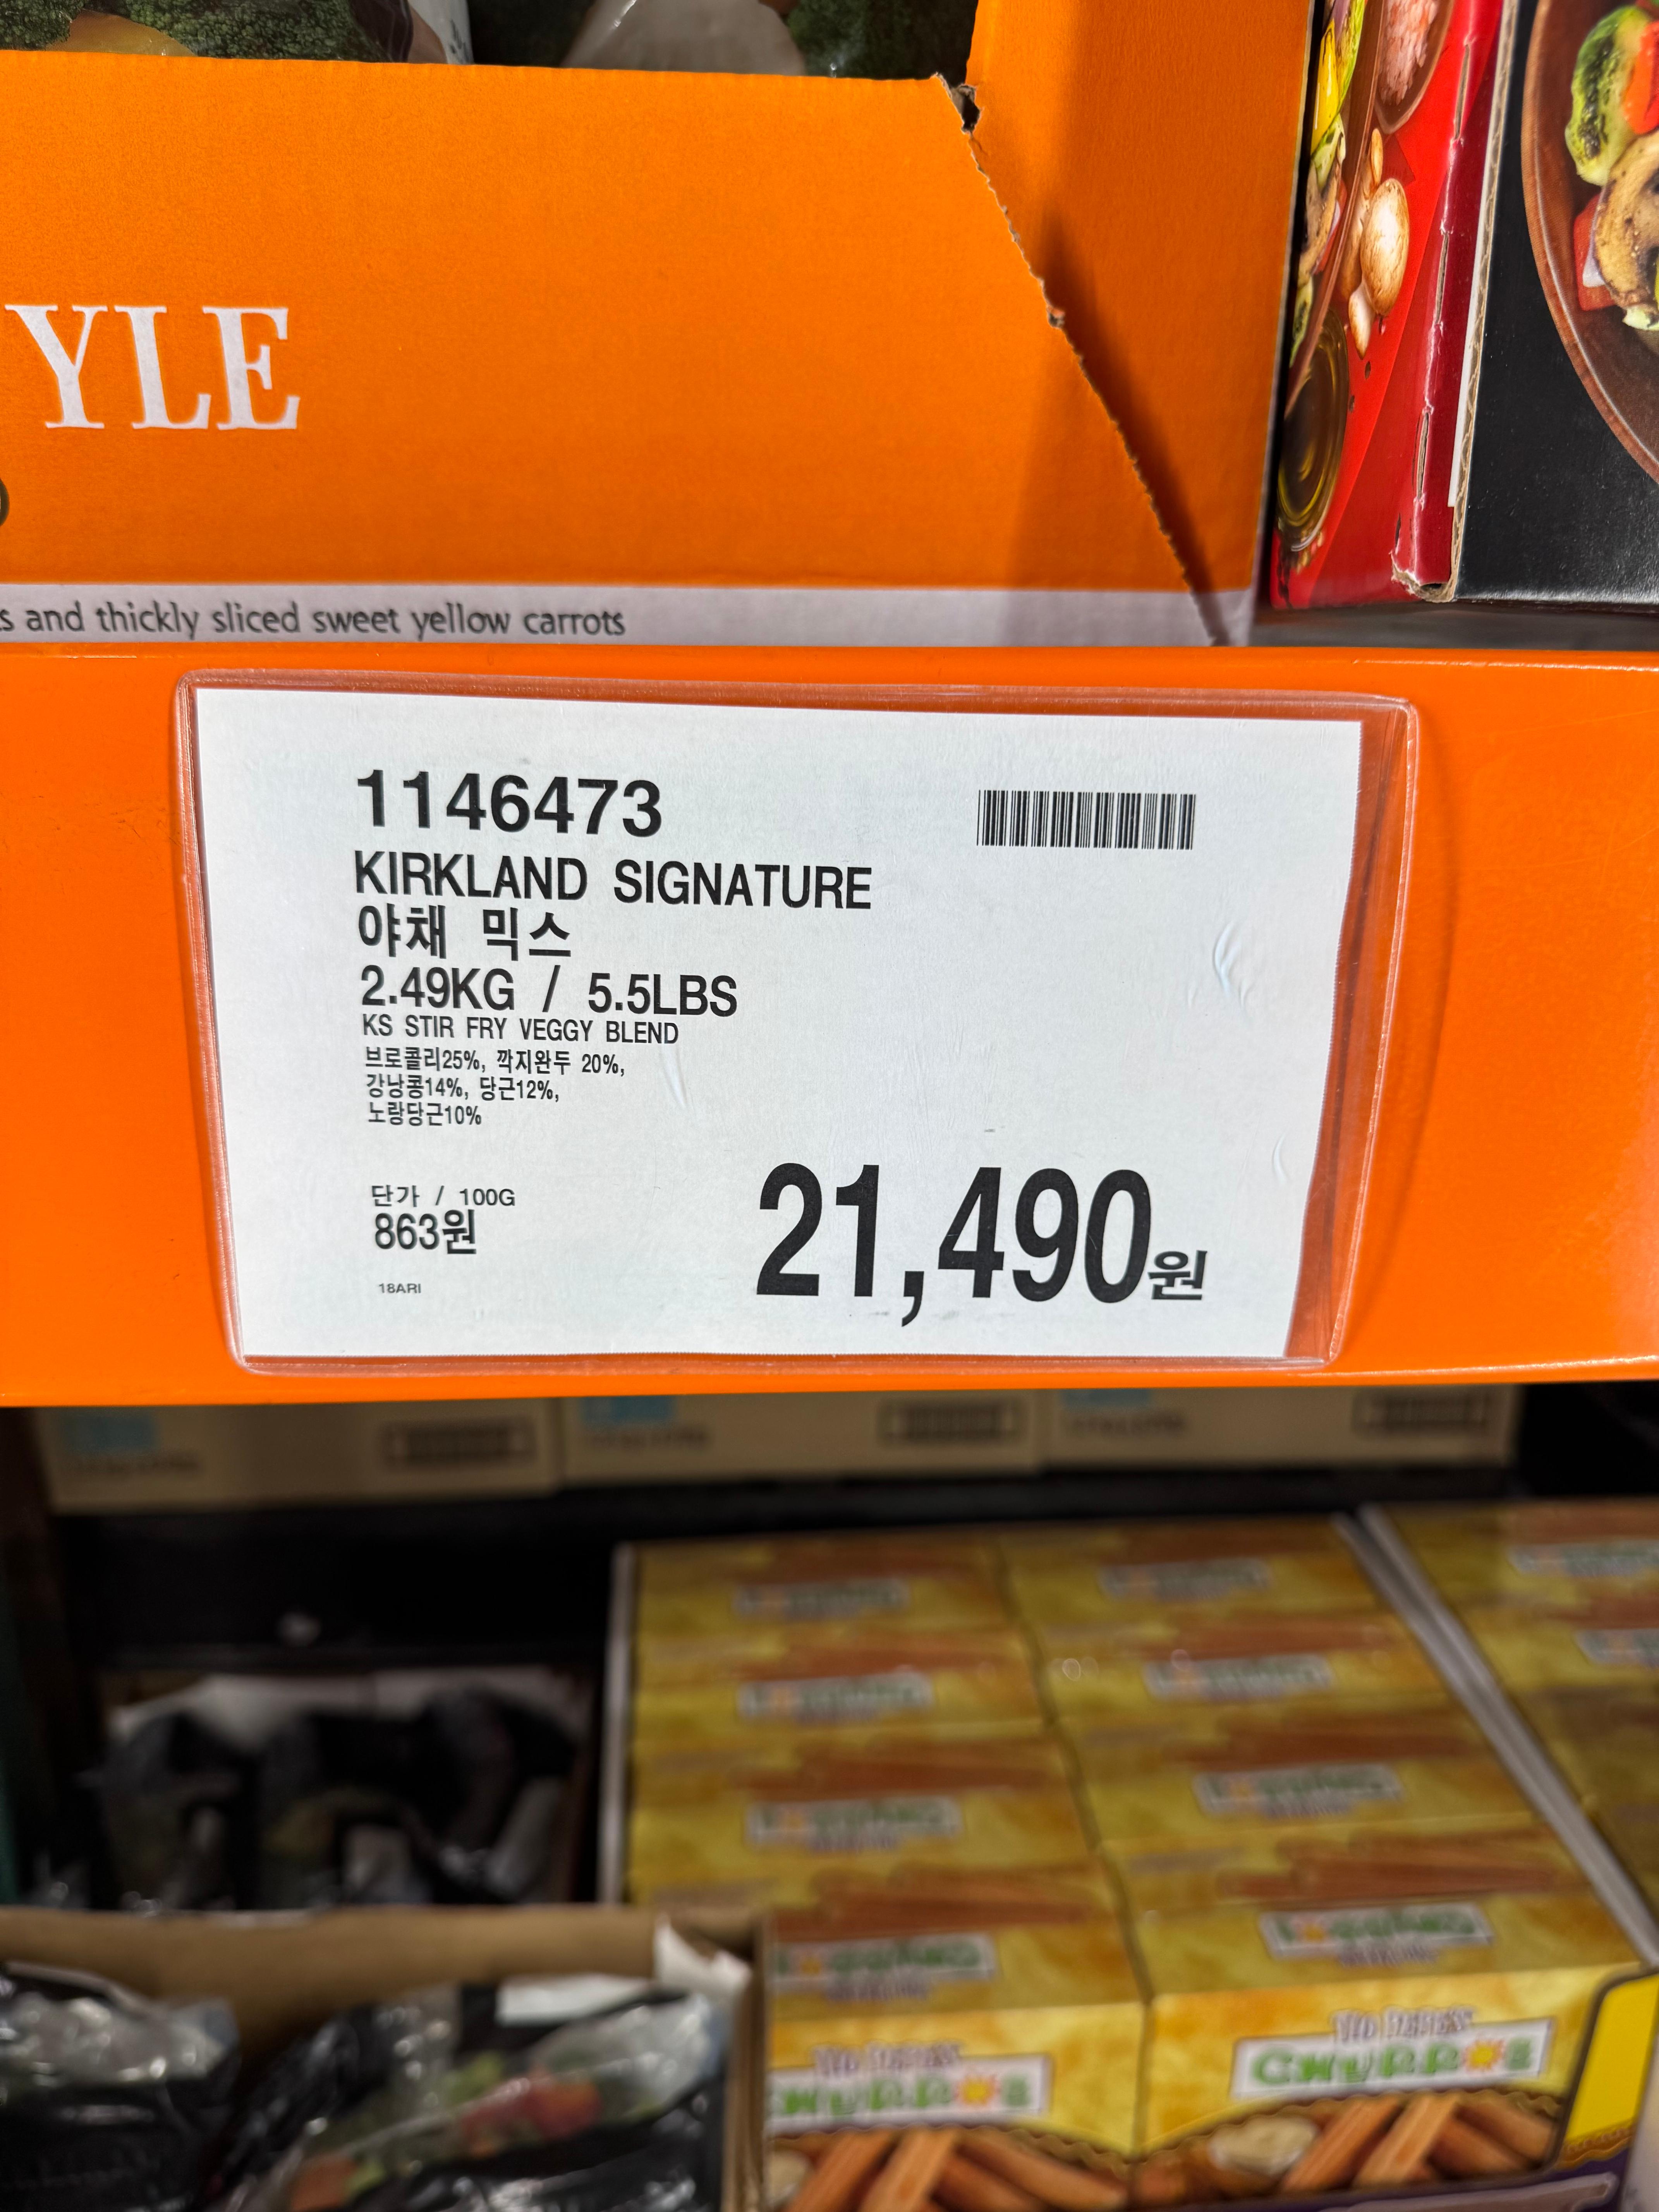 YLE
and thickly sliced sweet yellow carrots
1146473
KIRKLAND SIGNATURE
야채 믹스
2.49KG / 5.5LBS
KS STIR FRY VEGGY BLEND
브로콜리25%, 깍지완두 20%,
강낭콩14%, 당근12%,
노랑당근10%
단가 / 100G
863원
21,490원
18ARI
CHURROS
CHURROS